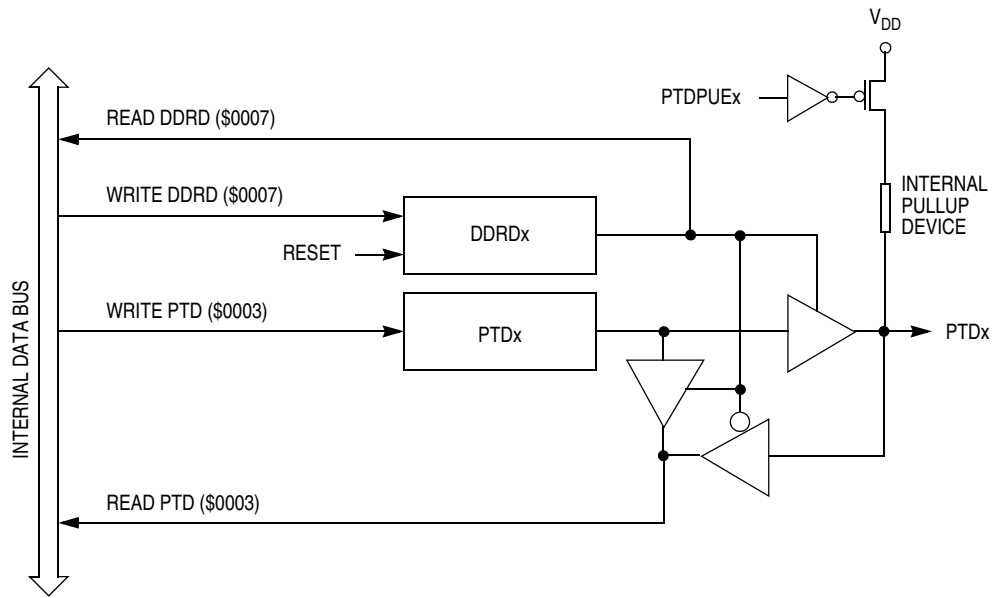 V_DD
PTDPUEx
READ DDRD ($0007)
WRITE DDRD ($0007)
INTERNAL
PULLUP
DEVICE
DDRDx
RESET
WRITE PTD ($0003)
PTDx
PTDx
INTERNAL DATA BUS
READ PTD ($0003)